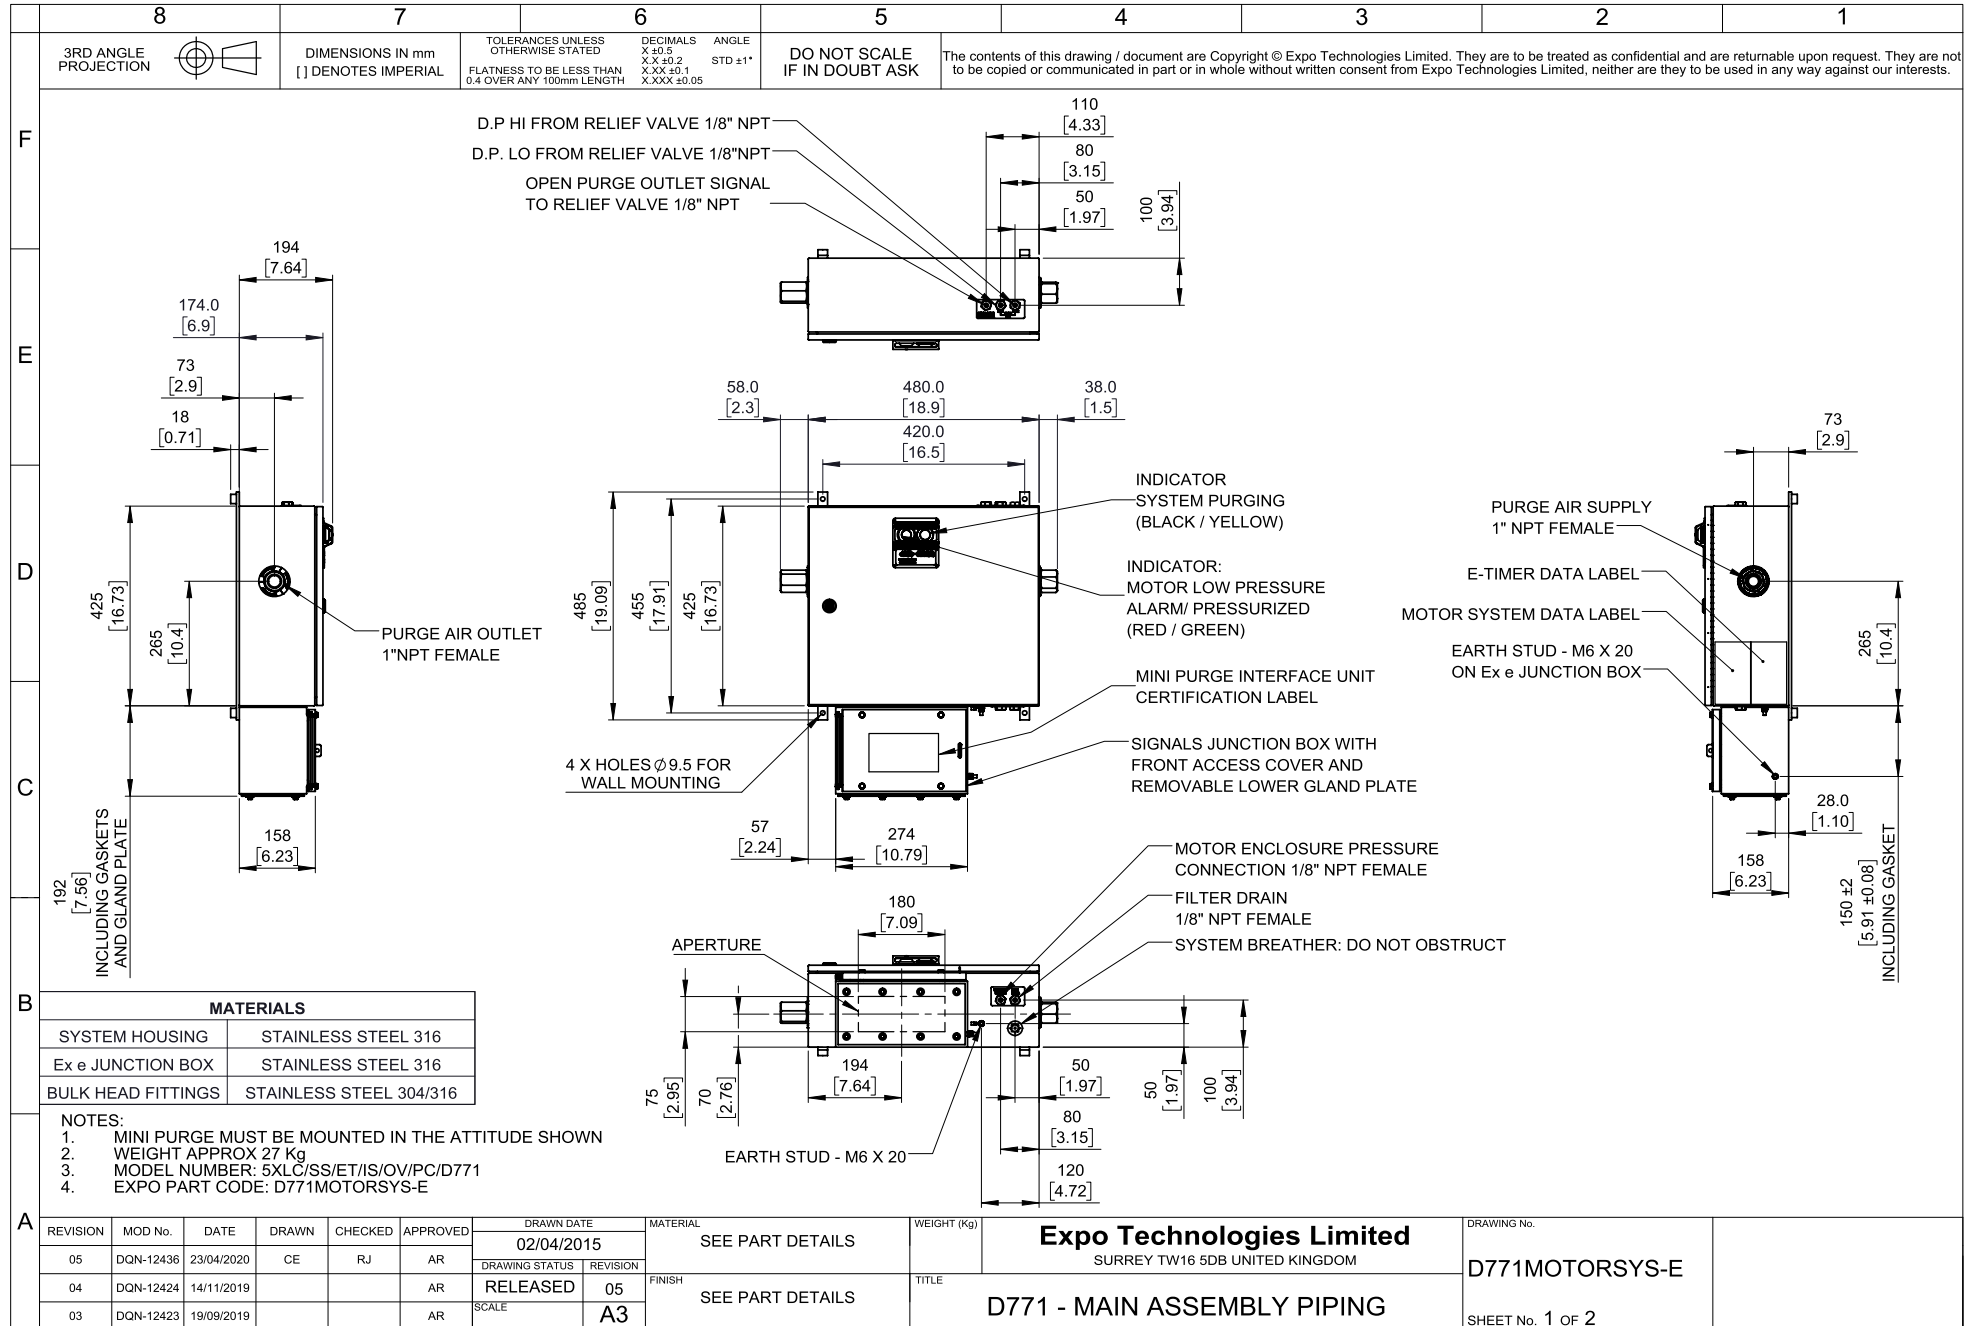 8 7 6 5 4 3 2 1
3RD ANGLE
PROJECTION
DIMENSIONS IN mm
[ ] DENOTES IMPERIAL
TOLERANCES UNLESS
OTHERWISE STATED
FLATNESS TO BE LESS THAN
0.4 OVER ANY 100mm LENGTH
DECIMALS
X ±0.5
X.X ±0.2
X.XX ±0.1
X.XXX ±0.05
ANGLE
STD ±1°
DO NOT SCALE
IF IN DOUBT ASK
The contents of this drawing / document are Copyright © Expo Technologies Limited. They are to be treated as confidential and are returnable upon request. They are not
to be copied or communicated in part or in whole without written consent from Expo Technologies Limited, neither are they to be used in any way against our interests.
F
E
D
C
B
A
D.P HI FROM RELIEF VALVE 1/8" NPT
D.P. LO FROM RELIEF VALVE 1/8"NPT
OPEN PURGE OUTLET SIGNAL
TO RELIEF VALVE 1/8" NPT
110
[4.33]
80
[3.15]
50
[1.97]
100
[3.94]
194
[7.64]
174.0
[6.9]
73
[2.9]
18
[0.71]
425
[16.73]
265
[10.4]
PURGE AIR OUTLET
1"NPT FEMALE
158
[6.23]
192
[7.56]
INCLUDING GASKETS
AND GLAND PLATE
58.0
[2.3]
480.0
[18.9]
38.0
[1.5]
420.0
[16.5]
485
[19.09]
455
[17.91]
425
[16.73]
INDICATOR
SYSTEM PURGING
(BLACK / YELLOW)
INDICATOR:
MOTOR LOW PRESSURE
ALARM/ PRESSURIZED
(RED / GREEN)
MINI PURGE INTERFACE UNIT
CERTIFICATION LABEL
SIGNALS JUNCTION BOX WITH
FRONT ACCESS COVER AND
REMOVABLE LOWER GLAND PLATE
4 X HOLES ∅9.5 FOR
WALL MOUNTING
57
[2.24]
274
[10.79]
73
[2.9]
PURGE AIR SUPPLY
1" NPT FEMALE
E-TIMER DATA LABEL
MOTOR SYSTEM DATA LABEL
EARTH STUD - M6 X 20
ON Ex e JUNCTION BOX
265
[10.4]
28.0
[1.10]
158
[6.23]
150 ±2
[5.91 ±0.08]
INCLUDING GASKET
MOTOR ENCLOSURE PRESSURE
CONNECTION 1/8" NPT FEMALE
FILTER DRAIN
1/8" NPT FEMALE
SYSTEM BREATHER: DO NOT OBSTRUCT
180
[7.09]
APERTURE
75
[2.95]
70
[2.76]
194
[7.64]
50
[1.97]
80
[3.15]
120
[4.72]
50
[1.97]
100
[3.94]
EARTH STUD - M6 X 20
MATERIALS
SYSTEM HOUSING STAINLESS STEEL 316
Ex e JUNCTION BOX STAINLESS STEEL 316
BULK HEAD FITTINGS STAINLESS STEEL 304/316
NOTES:
1. MINI PURGE MUST BE MOUNTED IN THE ATTITUDE SHOWN
2. WEIGHT APPROX 27 Kg
3. MODEL NUMBER: 5XLC/SS/ET/IS/OV/PC/D771
4. EXPO PART CODE: D771MOTORSYS-E
REVISION MOD No. DATE DRAWN CHECKED APPROVED
05 DQN-12436 23/04/2020 CE RJ AR
04 DQN-12424 14/11/2019 AR
03 DQN-12423 19/09/2019 AR
DRAWN DATE
02/04/2015
DRAWING STATUS REVISION
RELEASED 05
SCALE A3
MATERIAL
SEE PART DETAILS
FINISH
SEE PART DETAILS
WEIGHT (Kg)
Expo Technologies Limited
SURREY TW16 5DB UNITED KINGDOM
TITLE
D771 - MAIN ASSEMBLY PIPING
DRAWING No.
D771MOTORSYS-E
SHEET No. 1 OF 2